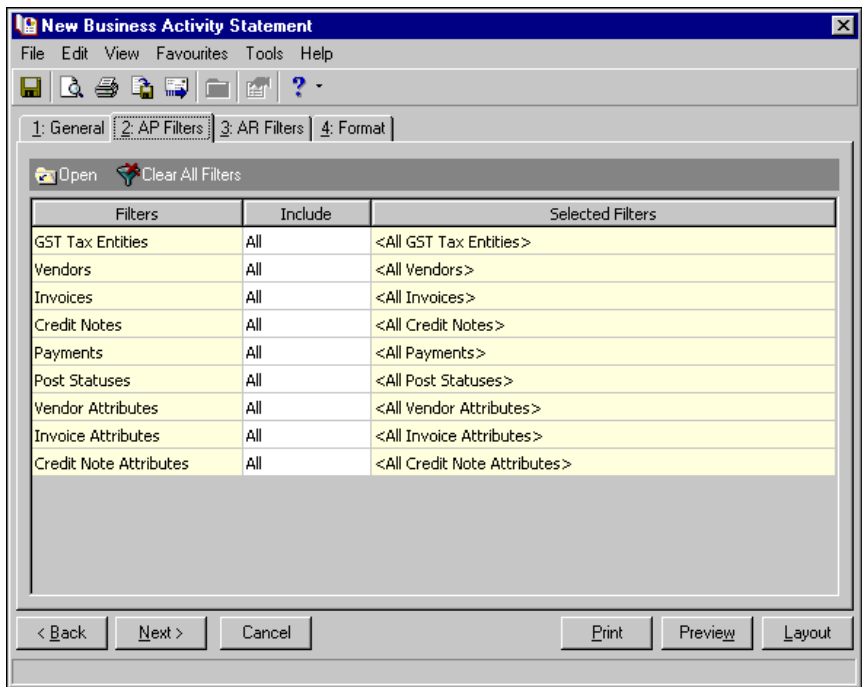 New Business Activity Statement
File Edit View Favourites Tools Help
1: General 2: AP Filters 3: AR Filters 4: Format
Open Clear All Filters
Filters Include Selected Filters
GST Tax Entities All <All GST Tax Entities>
Vendors All <All Vendors>
Invoices All <All Invoices>
Credit Notes All <All Credit Notes>
Payments All <All Payments>
Post Statuses All <All Post Statuses>
Vendor Attributes All <All Vendor Attributes>
Invoice Attributes All <All Invoice Attributes>
Credit Note Attributes All <All Credit Note Attributes>
< Back Next > Cancel Print Preview Layout